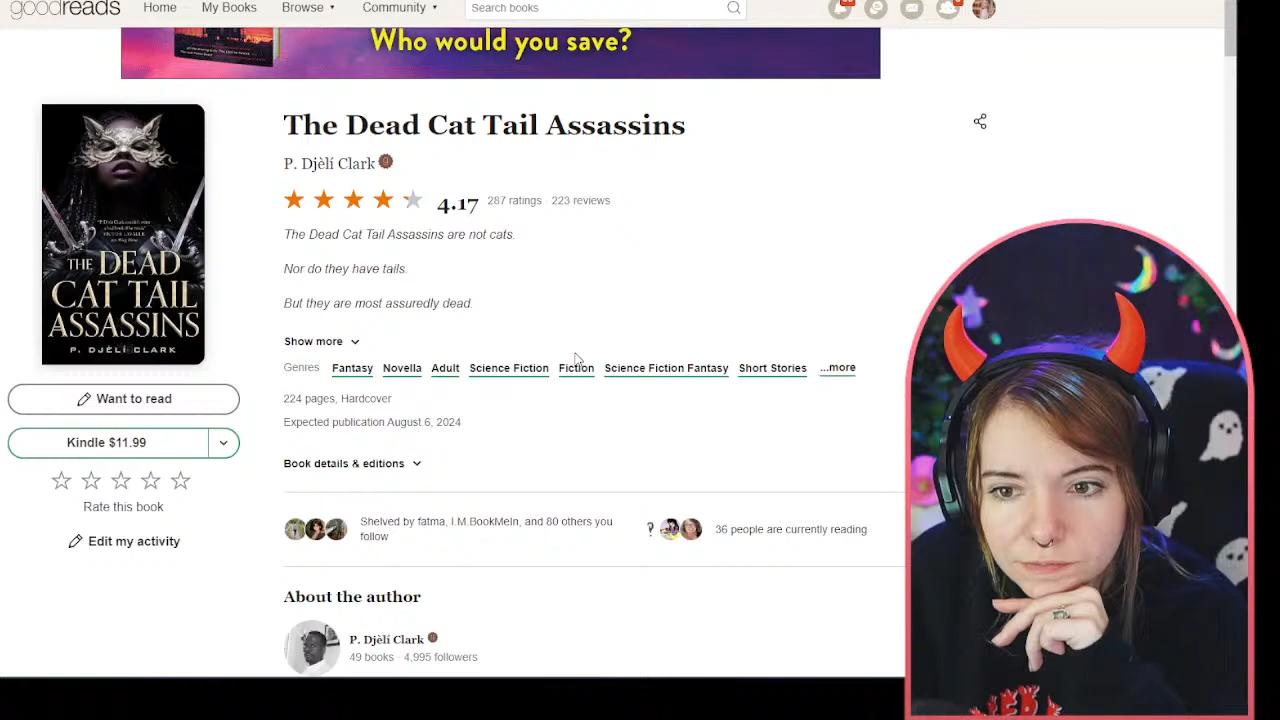 goodreads
Home My Books Browse Community Search books
Who would you save?
The Dead Cat Tail Assassins
P. Djèlí Clark
4.17 287 ratings · 223 reviews
The Dead Cat Tail Assassins are not cats.
Nor do they have tails.
But they are most assuredly dead.
Show more
Genres Fantasy Novella Adult Science Fiction Fiction Science Fiction Fantasy Short Stories ...more
224 pages, Hardcover
Expected publication August 6, 2024
Book details & editions
Shelved by fatma, I.M.BookMeIn, and 80 others you
follow
36 people are currently reading
About the author
P. Djèlí Clark
49 books · 4,995 followers
THE DEAD
CAT TAIL
ASSASSINS
P. DJÈLÍ CLARK
Want to read
Kindle $11.99
Rate this book
Edit my activity